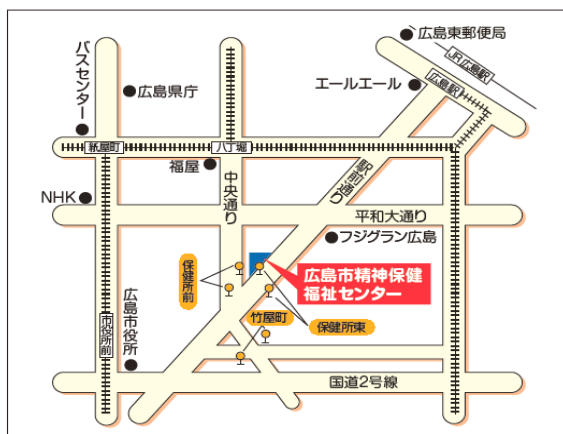 広島東郵便局
JR広島駅
広島駅
エールエール
バスセンター
広島県庁
紙屋町
八丁堀
福屋
駅前通り
中央通り
NHK
平和大通り
フジグラン広島
保健所前
広島市精神保健
福祉センター
広島市役所
市役所前
竹屋町
保健所東
国道2号線